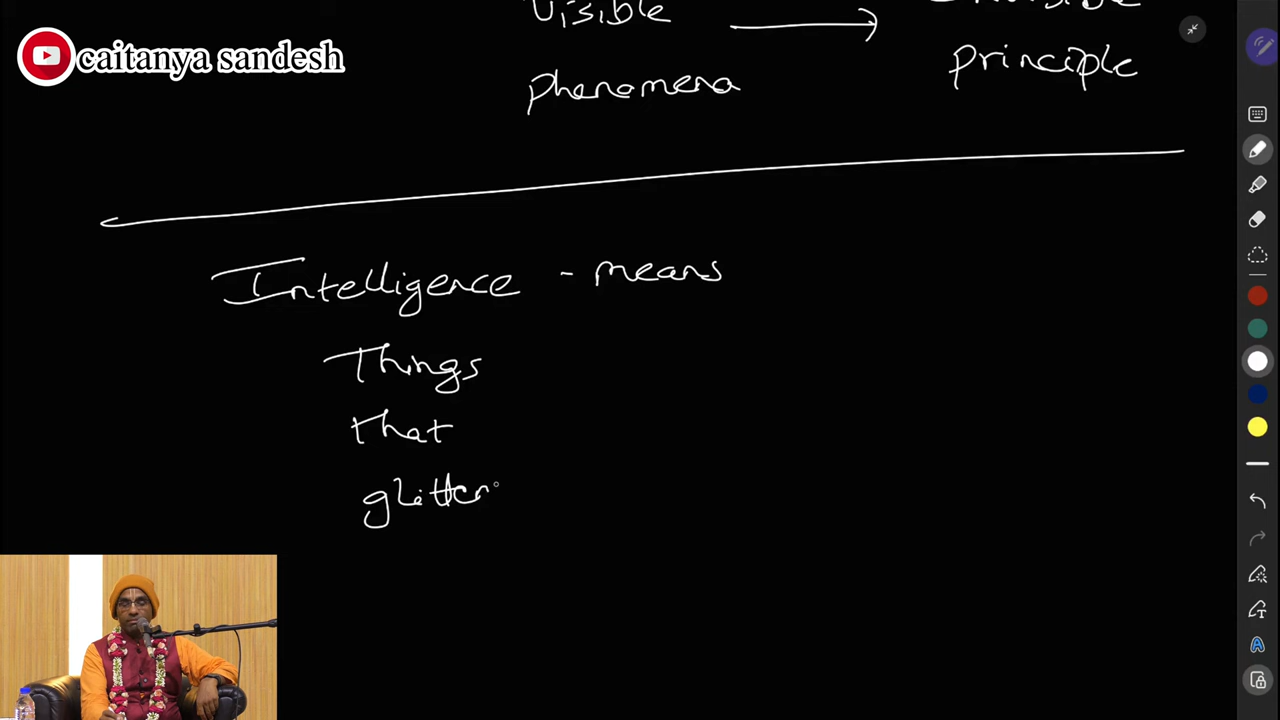 caitanya sandesh
visible
phenomena
principle
Intelligence - means
Things
that
glitter